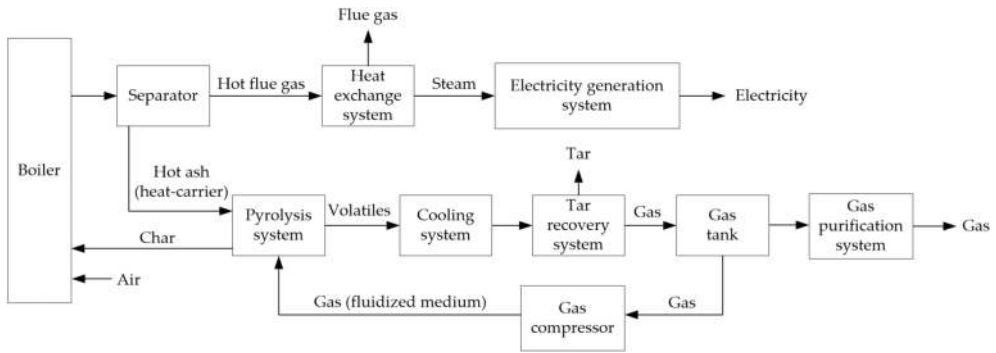 Flue gas
Boiler
Separator
Hot flue gas
Heat
exchange
system
Steam
Electricity generation
system
Electricity
Hot ash
(heat-carrier)
Tar
Pyrolysis
system
Volatiles
Cooling
system
Tar
recovery
system
Gas
Gas
tank
Gas
purification
system
Gas
Char
Air
Gas (fluidized medium)
Gas
compressor
Gas